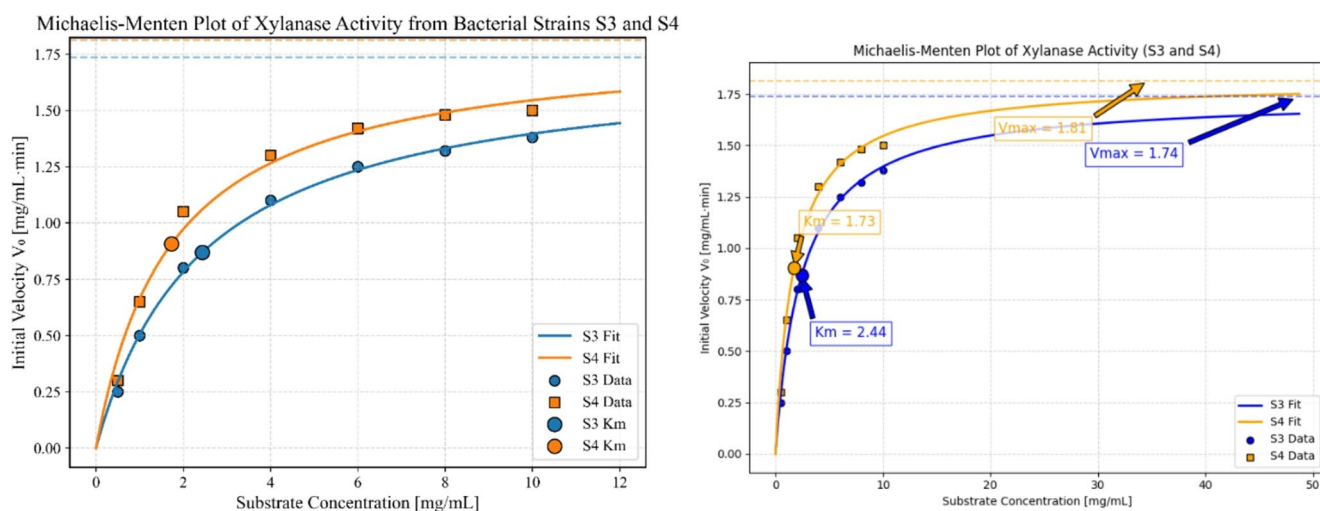 Michaelis-Menten Plot of Xylanase Activity from Bacterial Strains S3 and S4
1.75
1.50
1.25
1.00
0.75
0.50
0.25
0.00
Initial Velocity V₀ [mg/mL·min]
0 2 4 6 8 10 12
Substrate Concentration [mg/mL]
S3 Fit
S4 Fit
S3 Data
S4 Data
S3 Km
S4 Km
Michaelis-Menten Plot of Xylanase Activity (S3 and S4)
1.75
1.50
1.25
1.00
0.75
0.50
0.25
0.00
Initial Velocity V₀ [mg/mL·min]
Vmax = 1.81
Vmax = 1.74
Km = 1.73
Km = 2.44
S3 Fit
S4 Fit
S3 Data
S4 Data
0 10 20 30 40 50
Substrate Concentration [mg/mL]